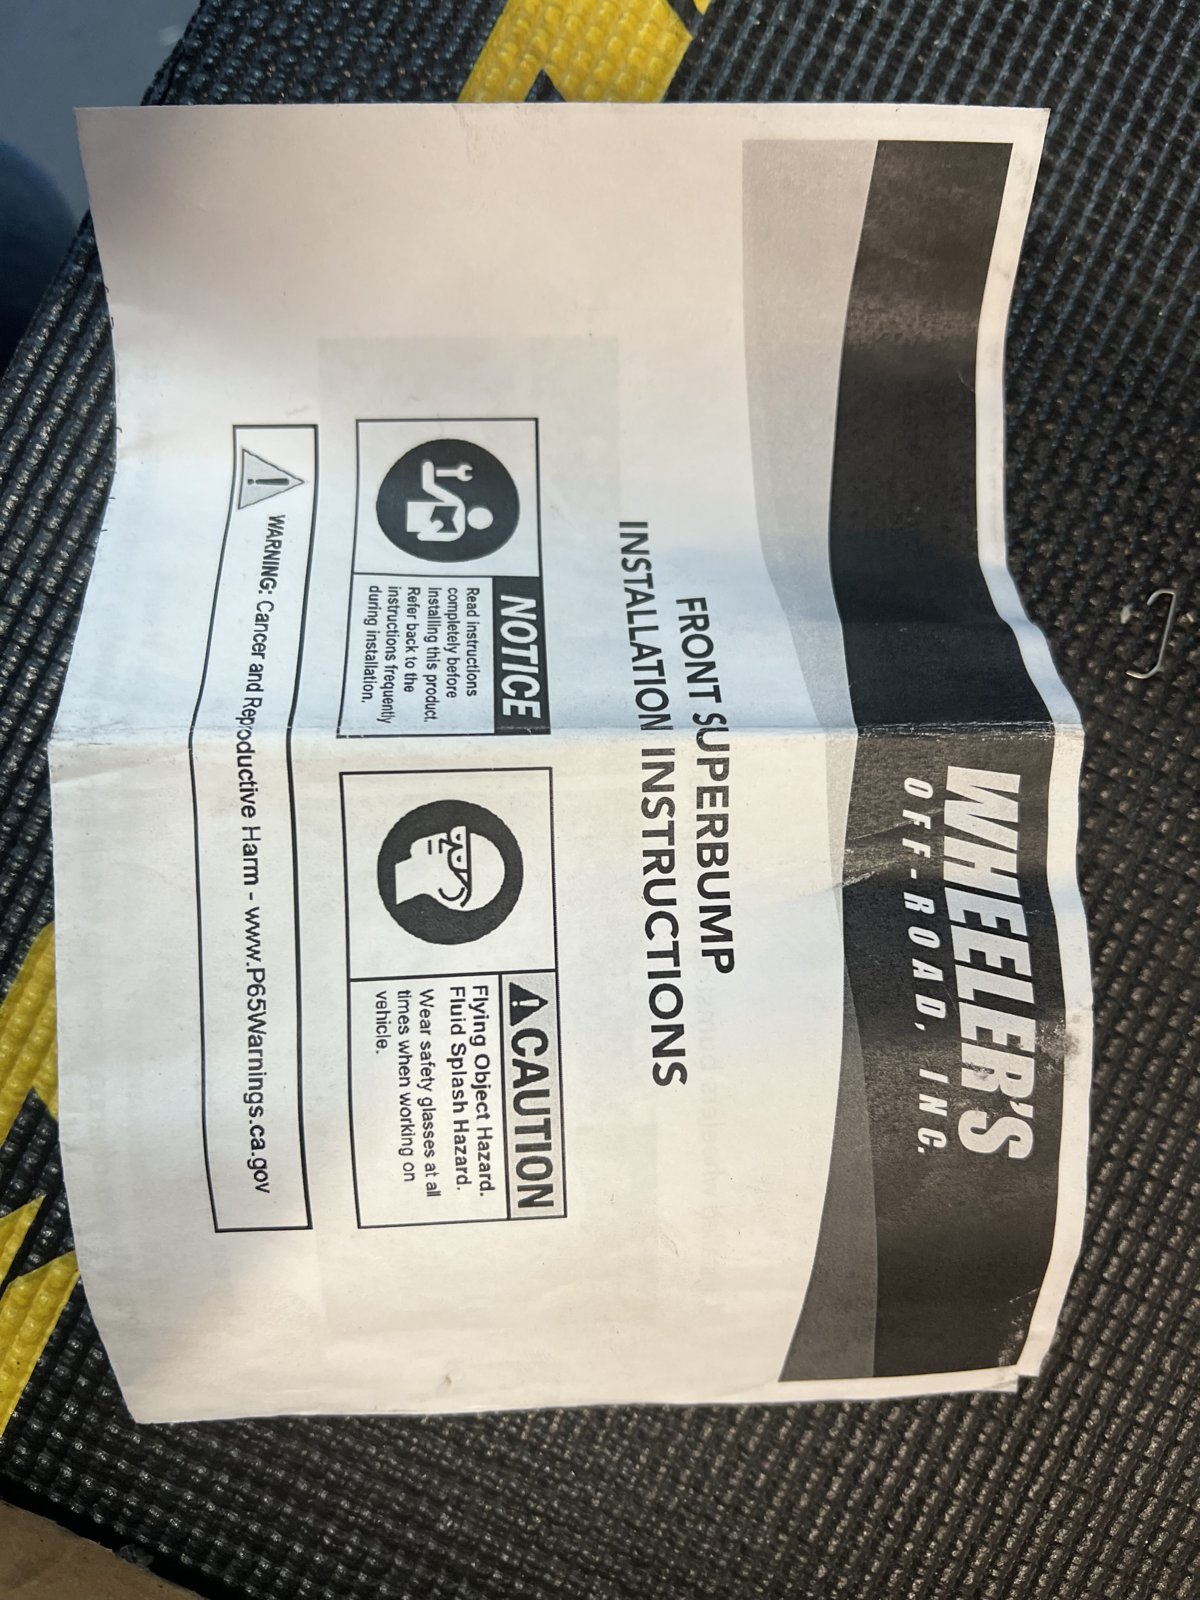 WHEELER'S
OFF-ROAD, INC.
FRONT SUPERBUMP
INSTALLATION INSTRUCTIONS
NOTICE
Read instructions
completely before
installing this product.
Refer back to the
instructions frequently
during installation.
CAUTION
Flying Object Hazard.
Fluid Splash Hazard.
Wear safety glasses at all
times when working on
vehicle.
WARNING: Cancer and Reproductive Harm - www.P65Warnings.ca.gov